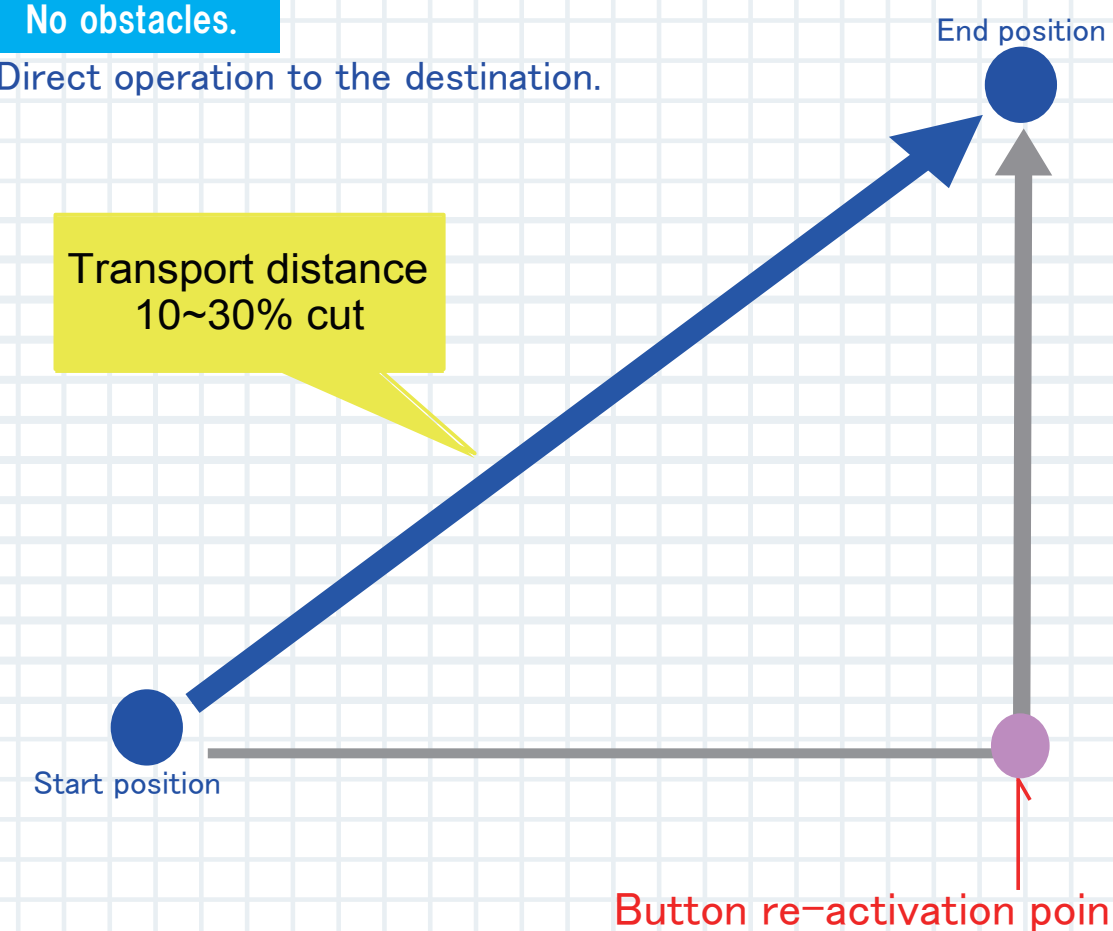 No obstacles.
End position
Direct operation to the destination.
Transport distance
10~30% cut
Start position
Button re-activation poin